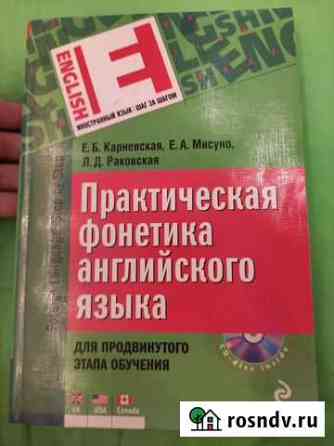 ENGLISH
E
ИНОСТРАННЫЙ ЯЗЫК: ШАГ ЗА ШАГОМ
Е. Б. Карневская, Е. А. Мисуно,
Л. Д. Раковская
Практическая
фонетика
английского
языка
ДЛЯ ПРОДВИНУТОГО
ЭТАПА ОБУЧЕНИЯ
UK USA Canada
rosndv.ru